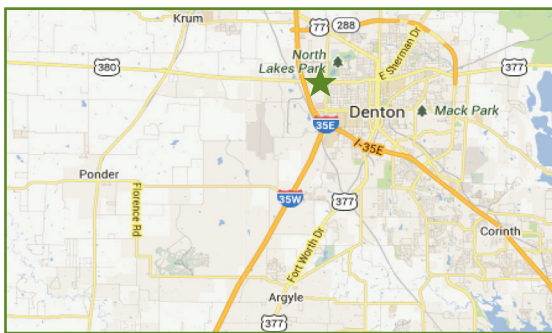 Krum
77
288
North
Lakes Park
E Sherman Dr
380
377
Denton
Mack Park
35E
I-35E
Ponder
Florence Rd
35W
377
Fort Worth Dr
Corinth
Argyle
377